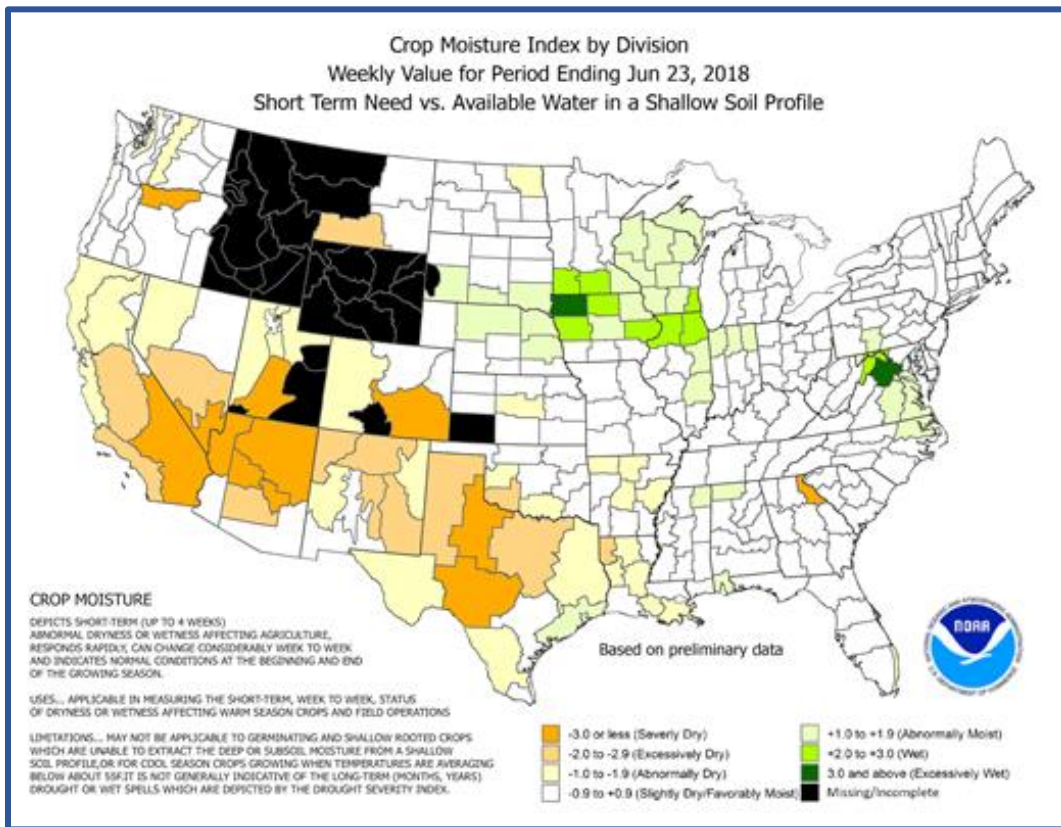 Crop Moisture Index by Division
Weekly Value for Period Ending Jun 23, 2018
Short Term Need vs. Available Water in a Shallow Soil Profile
CROP MOISTURE
DEPICTS SHORT-TERM (UP TO 4 WEEKS)
ABNORMAL DRYNESS OR WETNESS AFFECTING AGRICULTURE,
RESPONDS RAPIDLY, CAN CHANGE CONSIDERABLY WEEK TO WEEK
AND INDICATES NORMAL CONDITIONS AT THE BEGINNING AND END
OF THE GROWING SEASON.
USES... APPLICABLE IN MEASURING THE SHORT-TERM, WEEK TO WEEK, STATUS
OF DRYNESS OR WETNESS AFFECTING WARM SEASON CROPS AND FIELD OPERATIONS
LIMITATIONS... MAY NOT BE APPLICABLE TO GERMINATING AND SHALLOW ROOTED CROPS
WHICH ARE UNABLE TO EXTRACT THE DEEP OR SUBSOIL MOISTURE FROM A SHALLOW
SOIL PROFILE,OR FOR COOL SEASON CROPS GROWING WHEN TEMPERATURES ARE AVERAGING
BELOW ABOUT 55F.IT IS NOT GENERALLY INDICATIVE OF THE LONG-TERM (MONTHS, YEARS)
DROUGHT OR WET SPELLS WHICH ARE DEPICTED BY THE DROUGHT SEVERITY INDEX.
Based on preliminary data
NOAA
-3.0 or less (Severly Dry)
-2.0 to -2.9 (Excessively Dry)
-1.0 to -1.9 (Abnormally Dry)
-0.9 to +0.9 (Slightly Dry/Favorably Moist)
+1.0 to +1.9 (Abnormally Moist)
+2.0 to +3.0 (Wet)
3.0 and above (Excessively Wet)
Missing/Incomplete